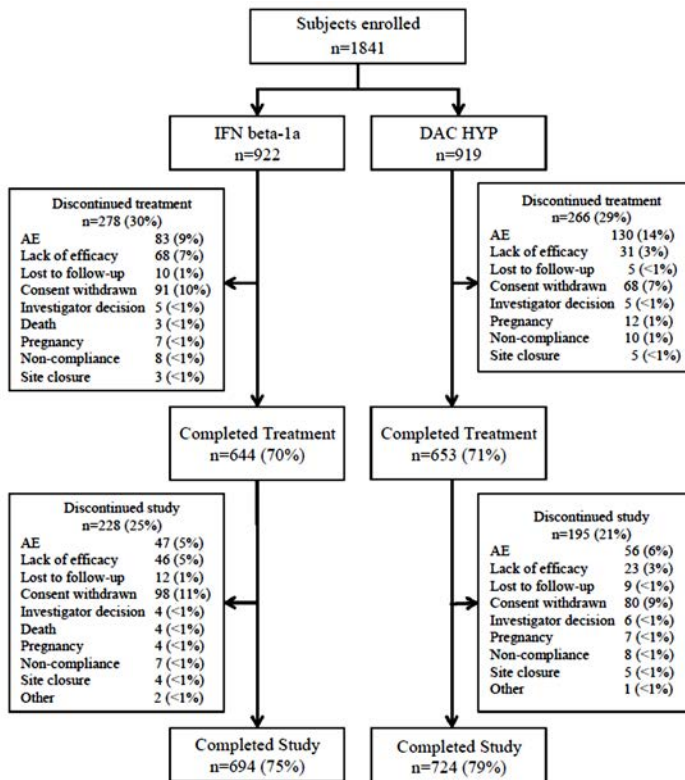 Subjects enrolled
n=1841
IFN beta-1a
n=922
DAC HYP
n=919
Discontinued treatment
n=278 (30%)
AE 83 (9%)
Lack of efficacy 68 (7%)
Lost to follow-up 10 (1%)
Consent withdrawn 91 (10%)
Investigator decision 5 (<1%)
Death 3 (<1%)
Pregnancy 7 (<1%)
Non-compliance 8 (<1%)
Site closure 3 (<1%)
Discontinued treatment
n=266 (29%)
AE 130 (14%)
Lack of efficacy 31 (3%)
Lost to follow-up 5 (<1%)
Consent withdrawn 68 (7%)
Investigator decision 5 (<1%)
Pregnancy 12 (1%)
Non-compliance 10 (1%)
Site closure 5 (<1%)
Completed Treatment
n=644 (70%)
Completed Treatment
n=653 (71%)
Discontinued study
n=228 (25%)
AE 47 (5%)
Lack of efficacy 46 (5%)
Lost to follow-up 12 (1%)
Consent withdrawn 98 (11%)
Investigator decision 4 (<1%)
Death 4 (<1%)
Pregnancy 4 (<1%)
Non-compliance 7 (<1%)
Site closure 4 (<1%)
Other 2 (<1%)
Discontinued study
n=195 (21%)
AE 56 (6%)
Lack of efficacy 23 (3%)
Lost to follow-up 9 (<1%)
Consent withdrawn 80 (9%)
Investigator decision 6 (<1%)
Pregnancy 7 (<1%)
Non-compliance 8 (<1%)
Site closure 5 (<1%)
Other 1 (<1%)
Completed Study
n=694 (75%)
Completed Study
n=724 (79%)